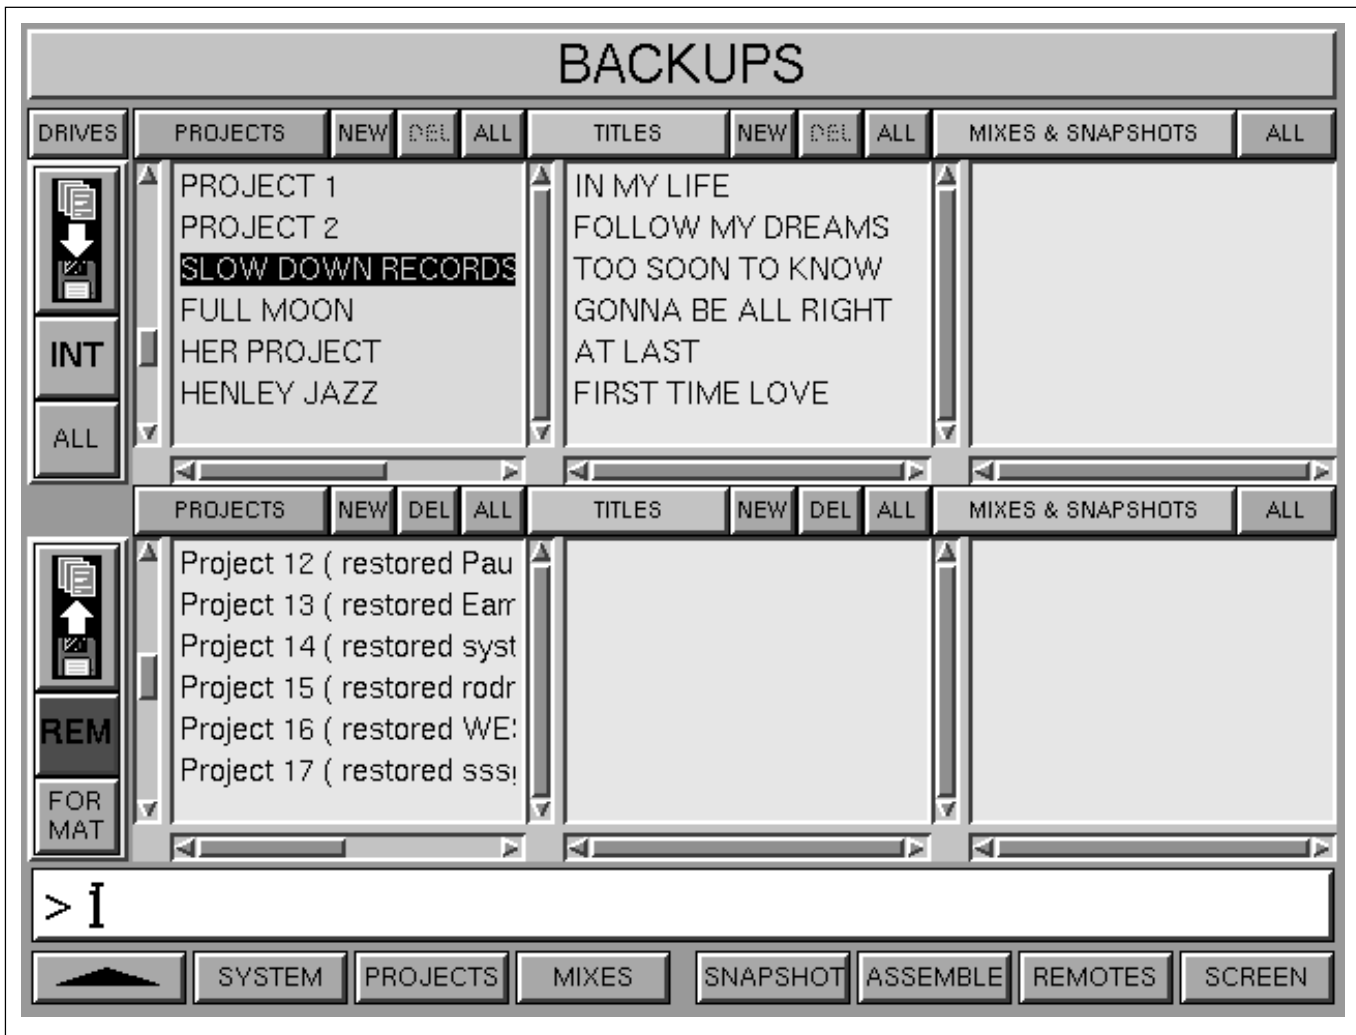 BACKUPS
DRIVES PROJECTS NEW DEL ALL TITLES NEW DEL ALL MIXES & SNAPSHOTS ALL
PROJECT 1
PROJECT 2
SLOW DOWN RECORDS
FULL MOON
HER PROJECT
HENLEY JAZZ
IN MY LIFE
FOLLOW MY DREAMS
TOO SOON TO KNOW
GONNA BE ALL RIGHT
AT LAST
FIRST TIME LOVE
INT
ALL
PROJECTS NEW DEL ALL TITLES NEW DEL ALL MIXES & SNAPSHOTS ALL
Project 12 ( restored Pau
Project 13 ( restored Eam
Project 14 ( restored syst
Project 15 ( restored rodr
Project 16 ( restored WES
Project 17 ( restored sss
REM
FOR
MAT
>
SYSTEM PROJECTS MIXES SNAPSHOT ASSEMBLE REMOTES SCREEN